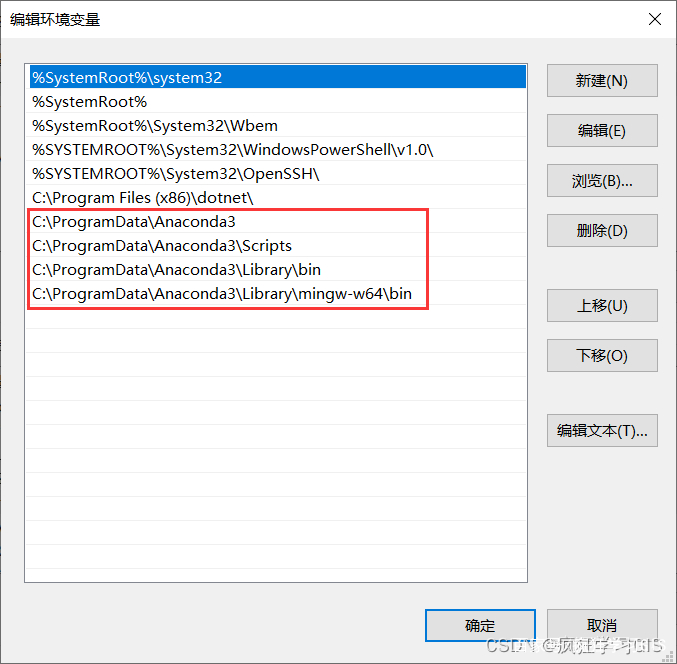 编辑环境变量
%SystemRoot%\system32
%SystemRoot%
%SystemRoot%\System32\Wbem
%SYSTEMROOT%\System32\WindowsPowerShell\v1.0\
%SYSTEMROOT%\System32\OpenSSH\
C:\Program Files (x86)\dotnet\
C:\ProgramData\Anaconda3
C:\ProgramData\Anaconda3\Scripts
C:\ProgramData\Anaconda3\Library\bin
C:\ProgramData\Anaconda3\Library\mingw-w64\bin
新建(N)
编辑(E)
浏览(B)...
删除(D)
上移(U)
下移(O)
编辑文本(T)...
确定
取消
CSDN @疯狂学习GIS